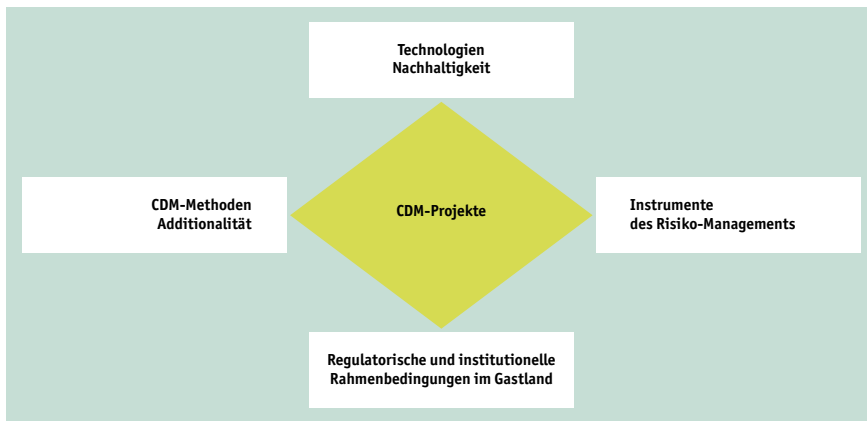 Technologien
Nachhaltigkeit
CDM-Methoden
Additionalität
CDM-Projekte
Instrumente
des Risiko-Managements
Regulatorische und institutionelle
Rahmenbedingungen im Gastland